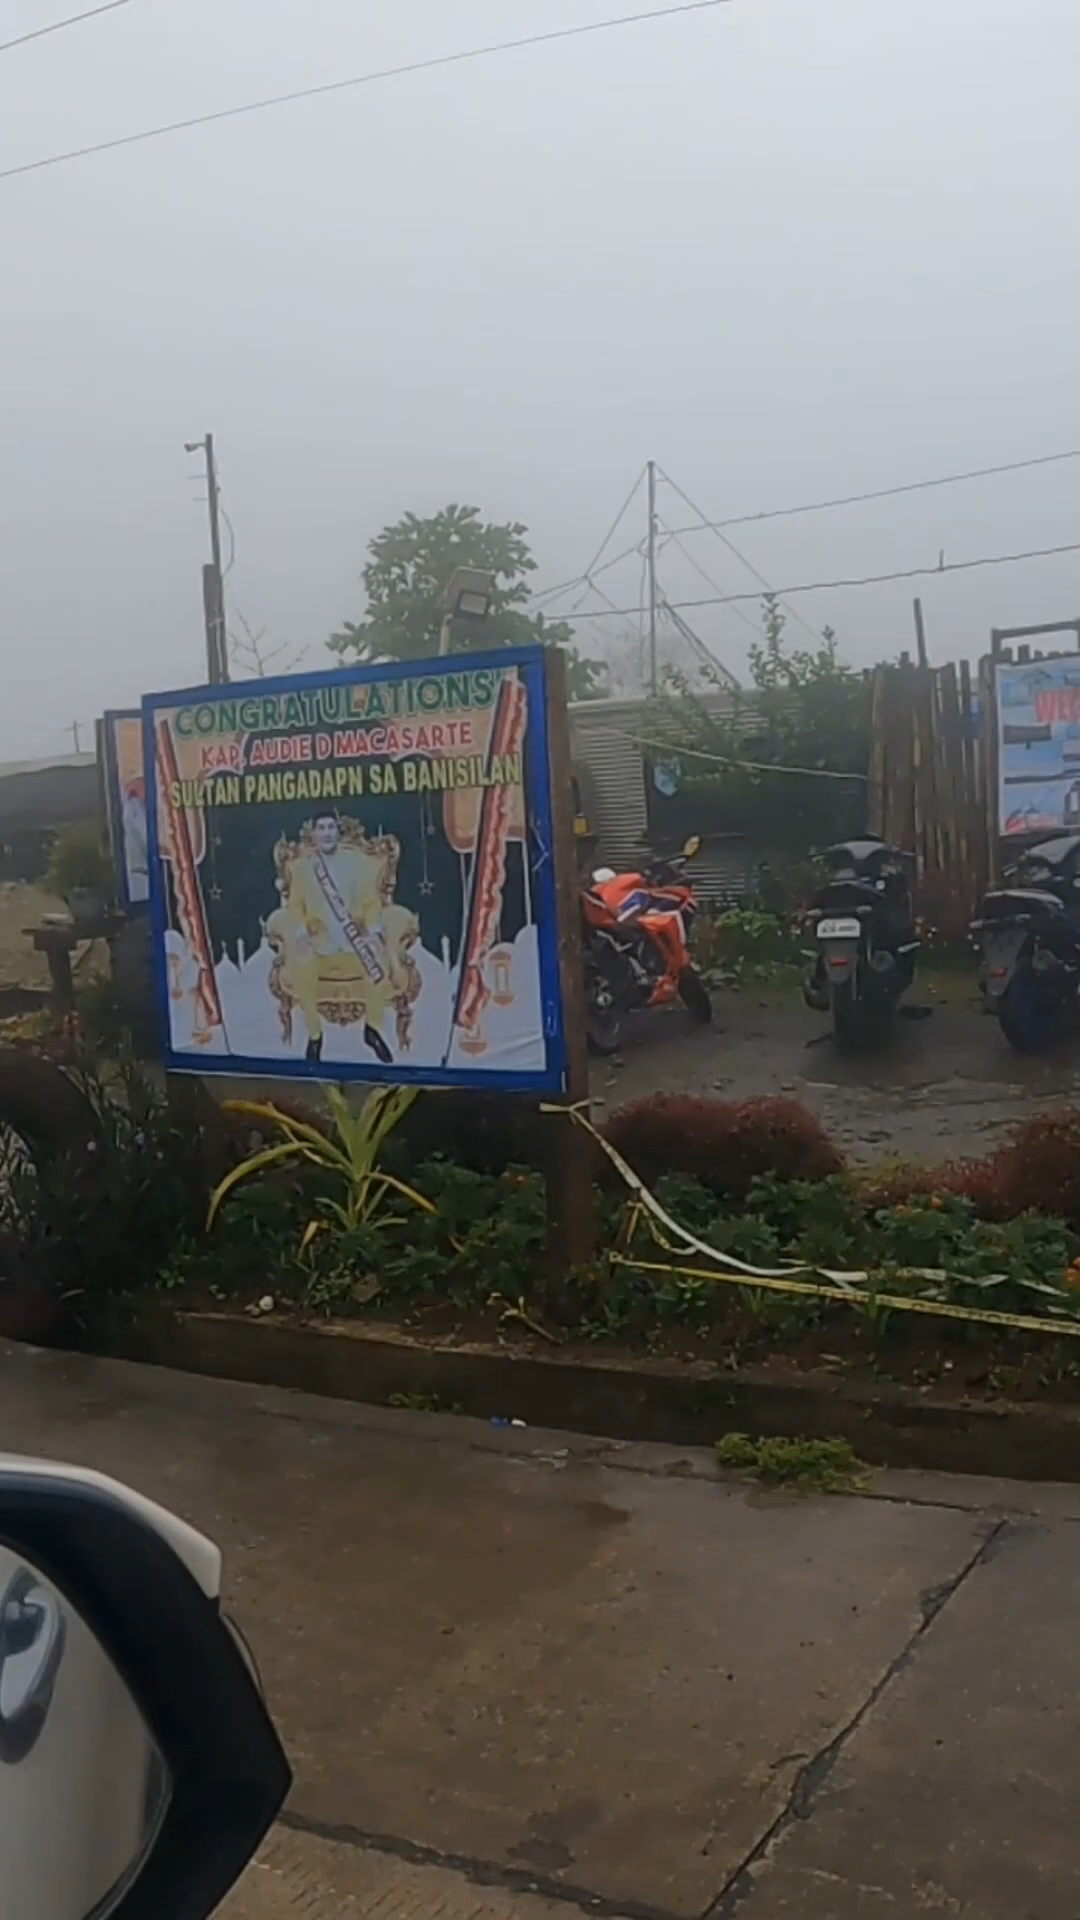 CONGRATULATIONS
KAP. AUDIE D MACASARTE
SULTAN PANGADAPN SA BANISILAN